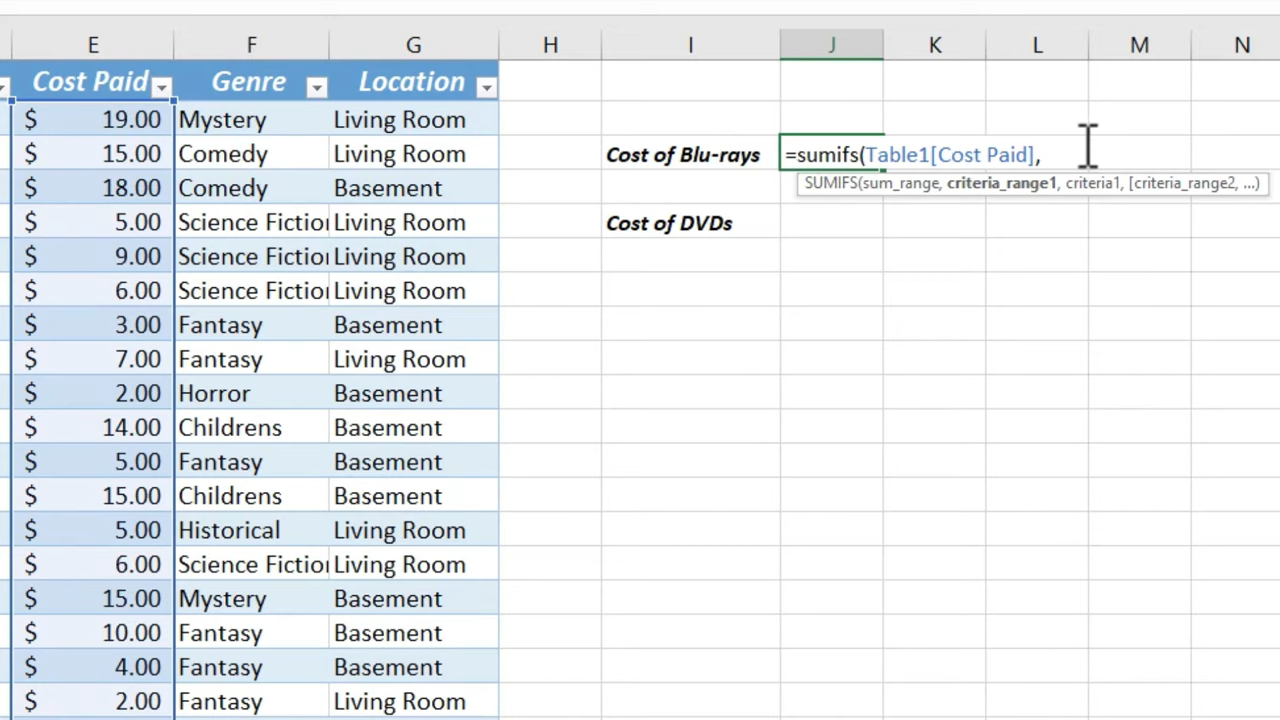 E F G H I J K L M N
Cost Paid Genre Location
$ 19.00 Mystery Living Room
$ 15.00 Comedy Living Room Cost of Blu-rays =sumifs(Table1[Cost Paid],
$ 18.00 Comedy Basement SUMIFS(sum_range, criteria_range1, criteria1, [criteria_range2, ...)
$ 5.00 Science Fiction Living Room Cost of DVDs
$ 9.00 Science Fiction Living Room
$ 6.00 Science Fiction Living Room
$ 3.00 Fantasy Basement
$ 7.00 Fantasy Living Room
$ 2.00 Horror Basement
$ 14.00 Childrens Basement
$ 5.00 Fantasy Basement
$ 15.00 Childrens Basement
$ 5.00 Historical Living Room
$ 6.00 Science Fiction Living Room
$ 15.00 Mystery Basement
$ 10.00 Fantasy Basement
$ 4.00 Fantasy Basement
$ 2.00 Fantasy Living Room